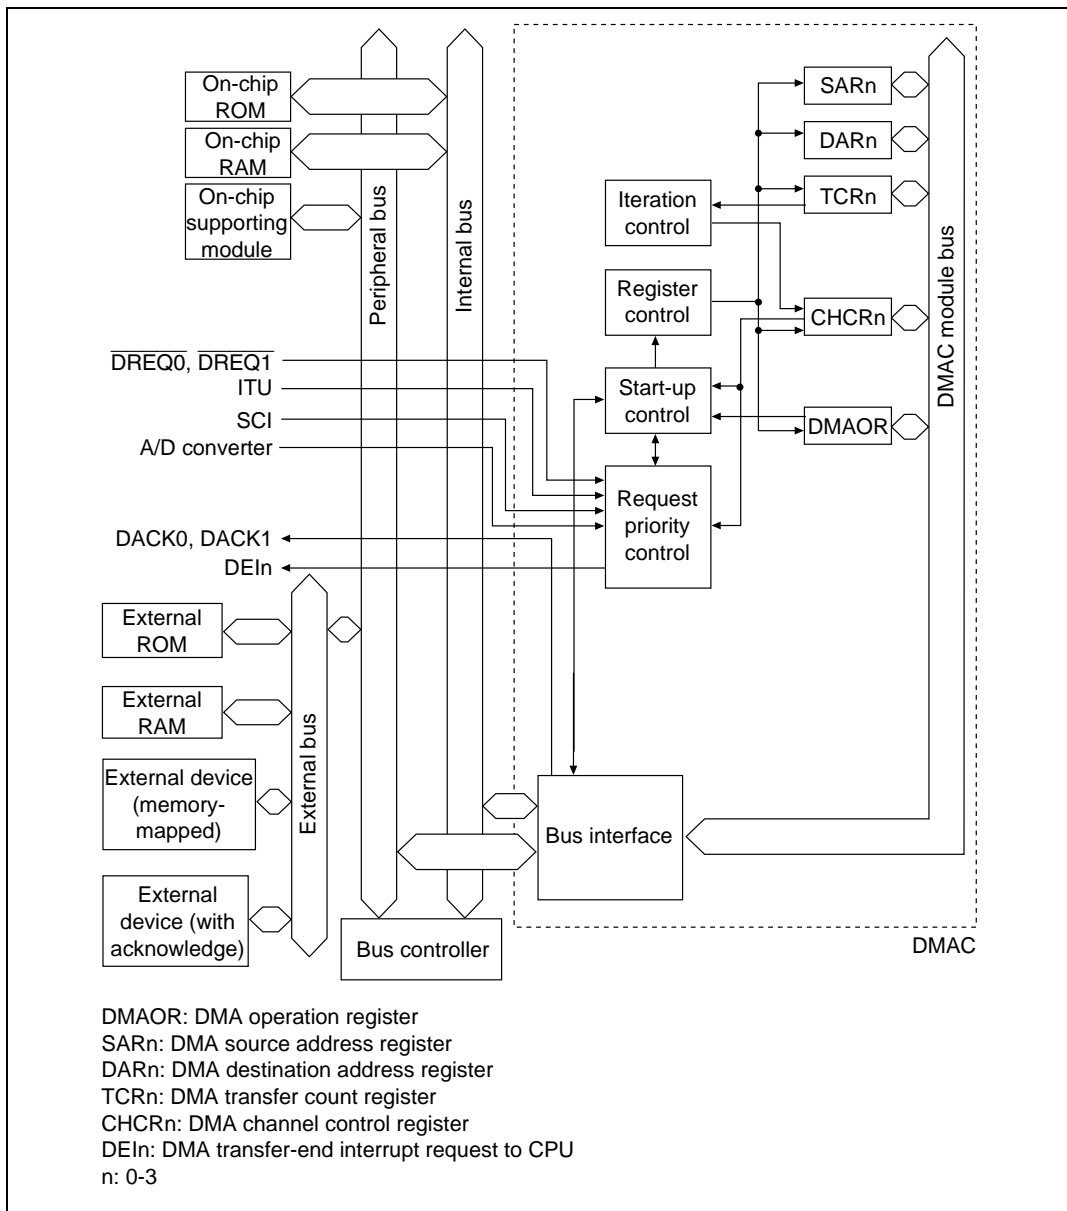 On-chip
ROM
On-chip
RAM
On-chip
supporting
module
Peripheral bus
Internal bus
SARn
DARn
TCRn
Iteration
control
Register
control
CHCRn
DMAC module bus
DREQ0, DREQ1
ITU
SCI
A/D converter
Start-up
control
DMAOR
Request
priority
control
DACK0, DACK1
DEIn
External
ROM
External
RAM
External bus
External device
(memory-
mapped)
External
device (with
acknowledge)
Bus interface
Bus controller
DMAC
DMAOR: DMA operation register
SARn: DMA source address register
DARn: DMA destination address register
TCRn: DMA transfer count register
CHCRn: DMA channel control register
DEIn: DMA transfer-end interrupt request to CPU
n: 0-3